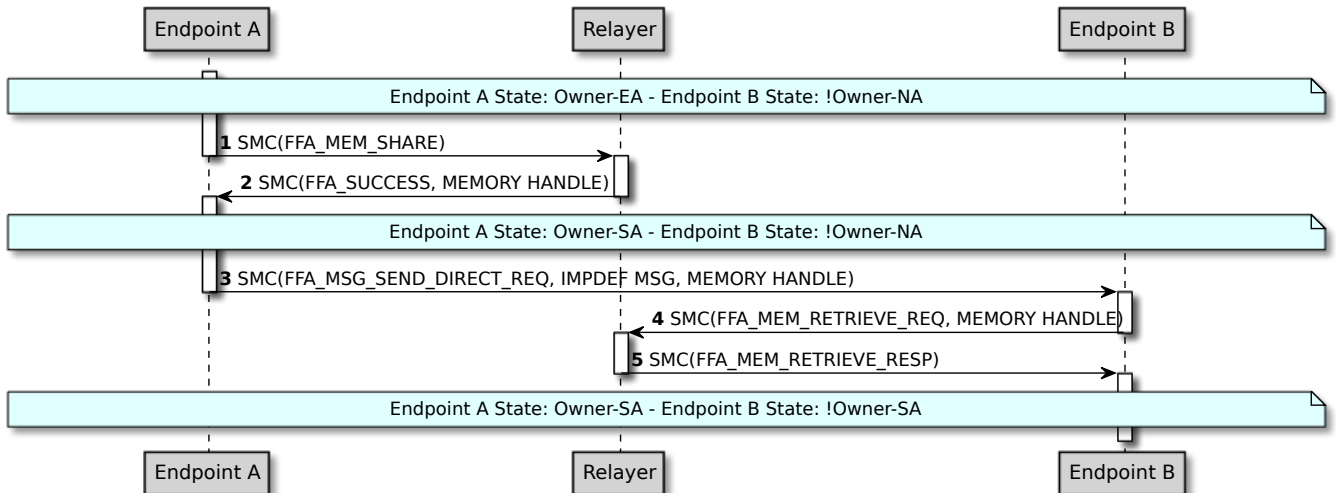 Endpoint A Relayer Endpoint B
Endpoint A State: Owner-EA - Endpoint B State: !Owner-NA
1 SMC(FFA_MEM_SHARE)
2 SMC(FFA_SUCCESS, MEMORY HANDLE)
Endpoint A State: Owner-SA - Endpoint B State: !Owner-NA
3 SMC(FFA_MSG_SEND_DIRECT_REQ, IMPDEF MSG, MEMORY HANDLE)
4 SMC(FFA_MEM_RETRIEVE_REQ, MEMORY HANDLE)
5 SMC(FFA_MEM_RETRIEVE_RESP)
Endpoint A State: Owner-SA - Endpoint B State: !Owner-SA
Endpoint A Relayer Endpoint B